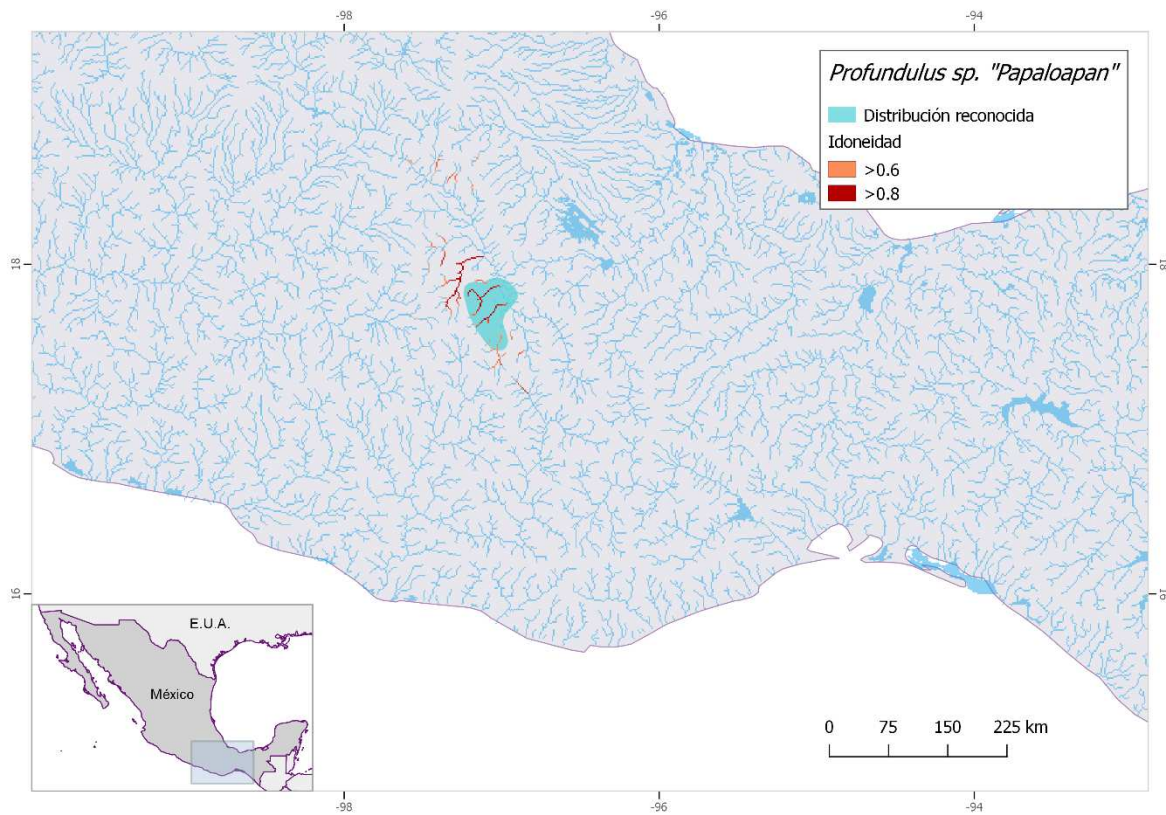 -98
-96
-94
Profundulus sp. "Papaloapan"
Distribución reconocida
Idoneidad
>0.6
>0.8
18
18
16
16
E.U.A.
México
0 75 150 225 km
-98
-96
-94